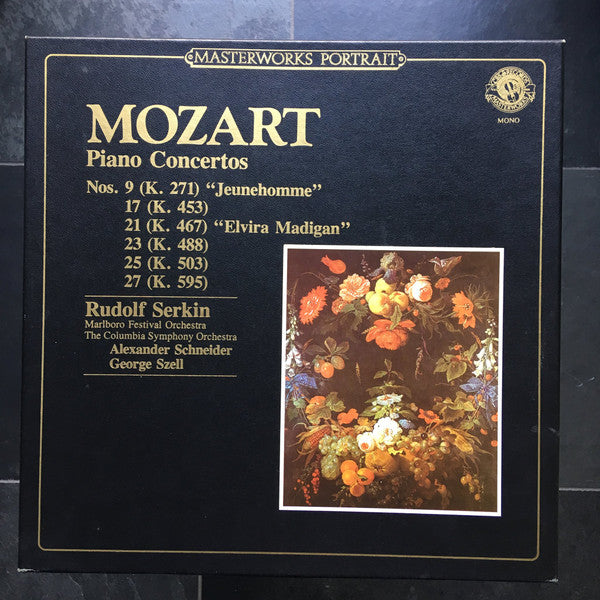 MASTERWORKS PORTRAIT
MONO
MOZART
Piano Concertos
Nos. 9 (K. 271) “Jeunehomme”
17 (K. 453)
21 (K. 467) “Elvira Madigan”
23 (K. 488)
25 (K. 503)
27 (K. 595)
Rudolf Serkin
Marlboro Festival Orchestra
The Columbia Symphony Orchestra
Alexander Schneider
George Szell